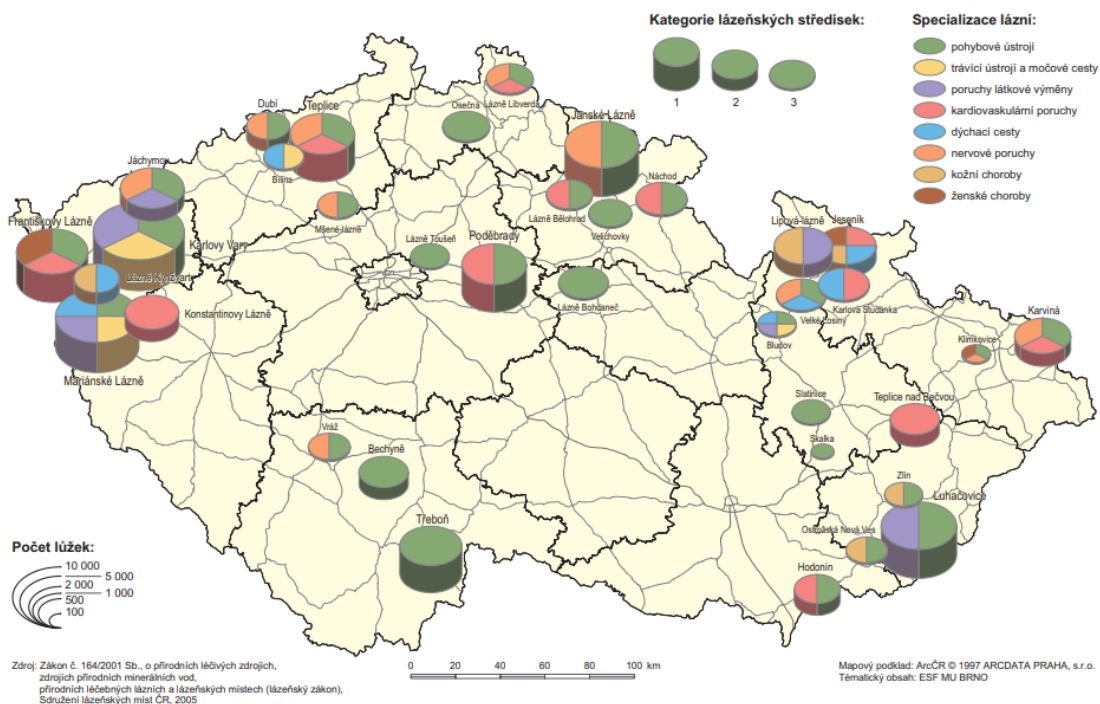 Kategorie lázeňských středisek:
1
2
3
Specializace lázní:
pohybové ústrojí
trávící ústrojí a močové cesty
poruchy látkové výměny
kardiovaskulární poruchy
dýchací cesty
nervové poruchy
kožní choroby
ženské choroby
Lázně Libverda
Dubí
Teplice
Osečná
Janské Lázně
Bílina
Jáchymov
Náchod
Mšené-lázně
Lázně Bělohrad
Velichovky
Františkovy Lázně
Karlovy Vary
Lipová-lázně
Jeseník
Lázně Toušeň
Poděbrady
Lázně Kynžvart
Lázně Bohdaneč
Karlova Studánka
Konstantinovy Lázně
Velké Losiny
Karviná
Bludov
Klimkovice
Mariánské Lázně
Slatinice
Teplice nad Bečvou
Vráž
Skalka
Bechyně
Zlín
Luhačovice
Třeboň
Ostrožská Nová Ves
Hodonín
Počet lůžek:
10 000
5 000
2 000
1 000
500
100
Zdroj: Zákon č. 164/2001 Sb., o přírodních léčivých zdrojích,
zdrojích přírodních minerálních vod,
přírodních léčebných lázních a lázeňských místech (lázeňský zákon),
Sdružení lázeňských míst ČR, 2005
0 20 40 60 80 100 km
Mapový podklad: ArcČR © 1997 ARCDATA PRAHA, s.r.o.
Tématický obsah: ESF MU BRNO